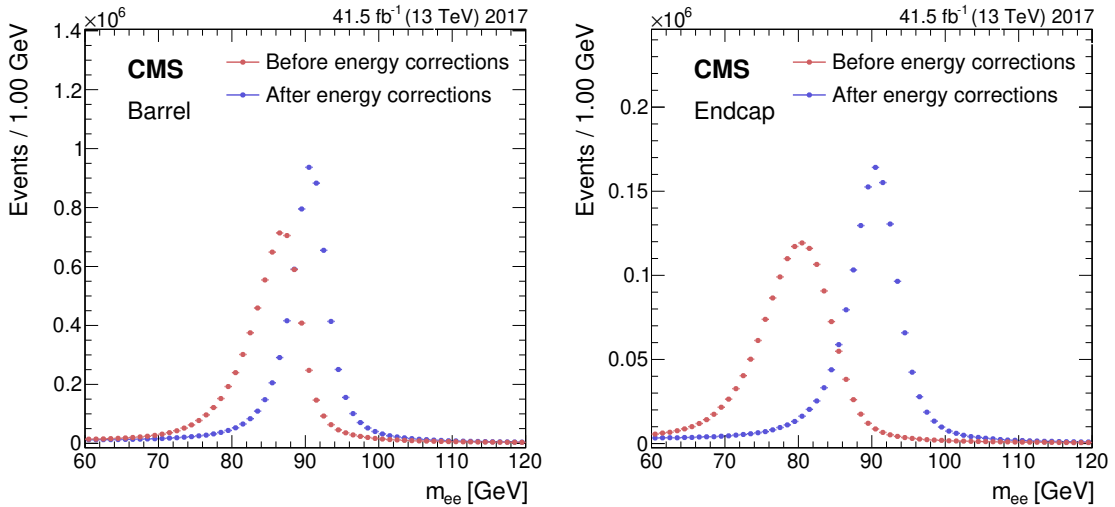 41.5 fb⁻¹ (13 TeV) 2017
×10⁶
CMS
Barrel
Before energy corrections
After energy corrections
Events / 1.00 GeV
1.4
1.2
1
0.8
0.6
0.4
0.2
0
60 70 80 90 100 110 120
m_ee [GeV]
41.5 fb⁻¹ (13 TeV) 2017
×10⁶
CMS
Endcap
Before energy corrections
After energy corrections
Events / 1.00 GeV
0.2
0.15
0.1
0.05
0
60 70 80 90 100 110 120
m_ee [GeV]